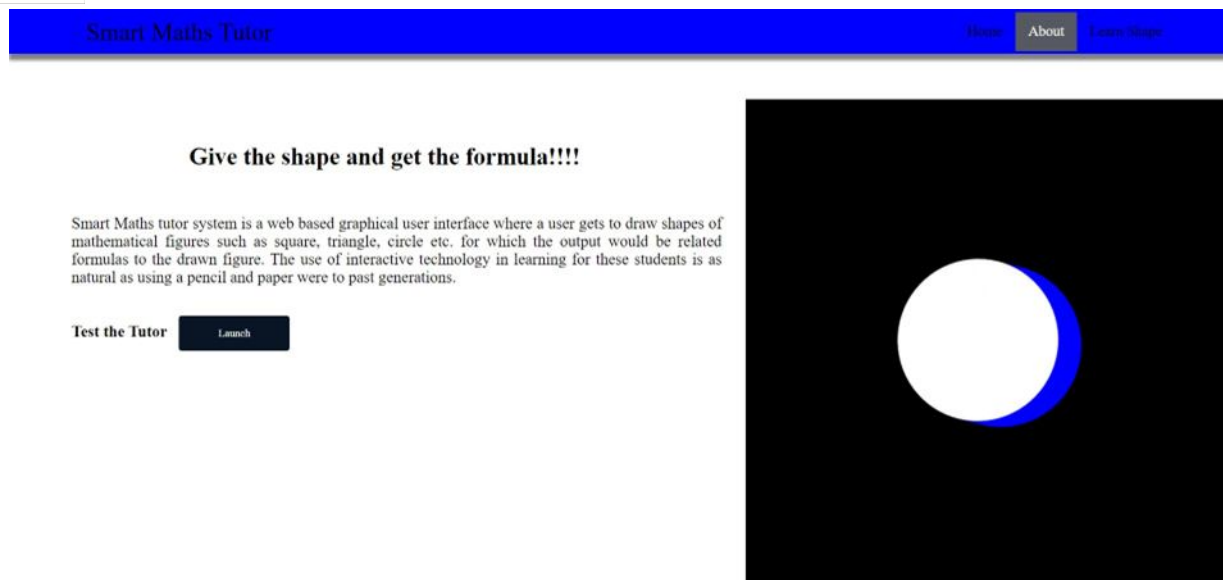 Smart Maths Tutor
Home About Learn Shape
Give the shape and get the formula!!!!
Smart Maths tutor system is a web based graphical user interface where a user gets to draw shapes of
mathematical figures such as square, triangle, circle etc. for which the output would be related
formulas to the drawn figure. The use of interactive technology in learning for these students is as
natural as using a pencil and paper were to past generations.
Test the Tutor Launch